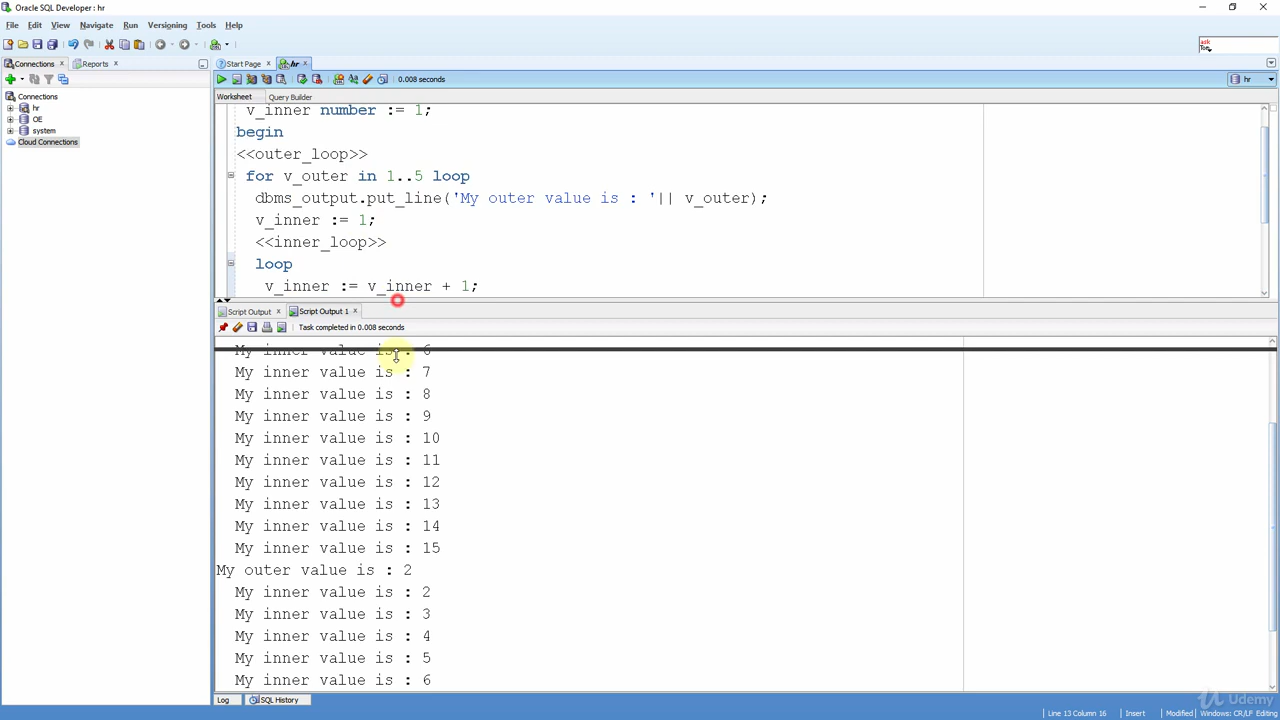 Oracle SQL Developer : hr
File Edit View Navigate Run Versioning Tools Help
Connections Reports Start Page hr
0.008 seconds
hr
Worksheet Query Builder
Connections
hr
OE
system
Cloud Connections
v_inner number := 1;
begin
<<outer_loop>>
for v_outer in 1..5 loop
dbms_output.put_line('My outer value is : '|| v_outer);
v_inner := 1;
<<inner_loop>>
loop
v_inner := v_inner + 1;
Script Output Script Output 1
Task completed in 0.008 seconds
My inner value is : 6
My inner value is : 7
My inner value is : 8
My inner value is : 9
My inner value is : 10
My inner value is : 11
My inner value is : 12
My inner value is : 13
My inner value is : 14
My inner value is : 15
My outer value is : 2
My inner value is : 2
My inner value is : 3
My inner value is : 4
My inner value is : 5
My inner value is : 6
Log SQL History
Udemy
Line 13 Column 16 Insert Modified Windows: CR/LF Editing